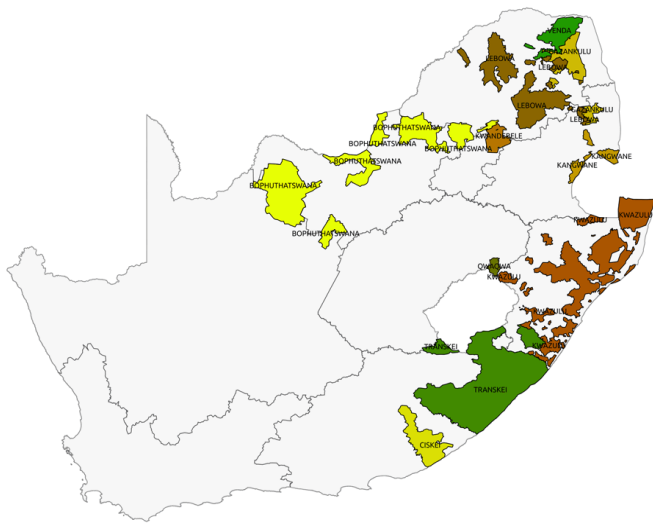 VENDA
GAZANKULU
LEBOWA
LEBOWA
LEBOWA
GAZANKULU
LEBOWA
BOPHUTHATSWANA
KWANDEBELE
BOPHUTHATSWANA
BOPHUTHATSWANA
KANGWANE
BOPHUTHATSWANA
KANGWANE
BOPHUTHATSWANA
KWAZULU
KWAZULU
BOPHUTHATSWANA
QWAQWA
KWAZULU
KWAZULU
TRANSKEI
KWAZULU
TRANSKEI
CISKEI